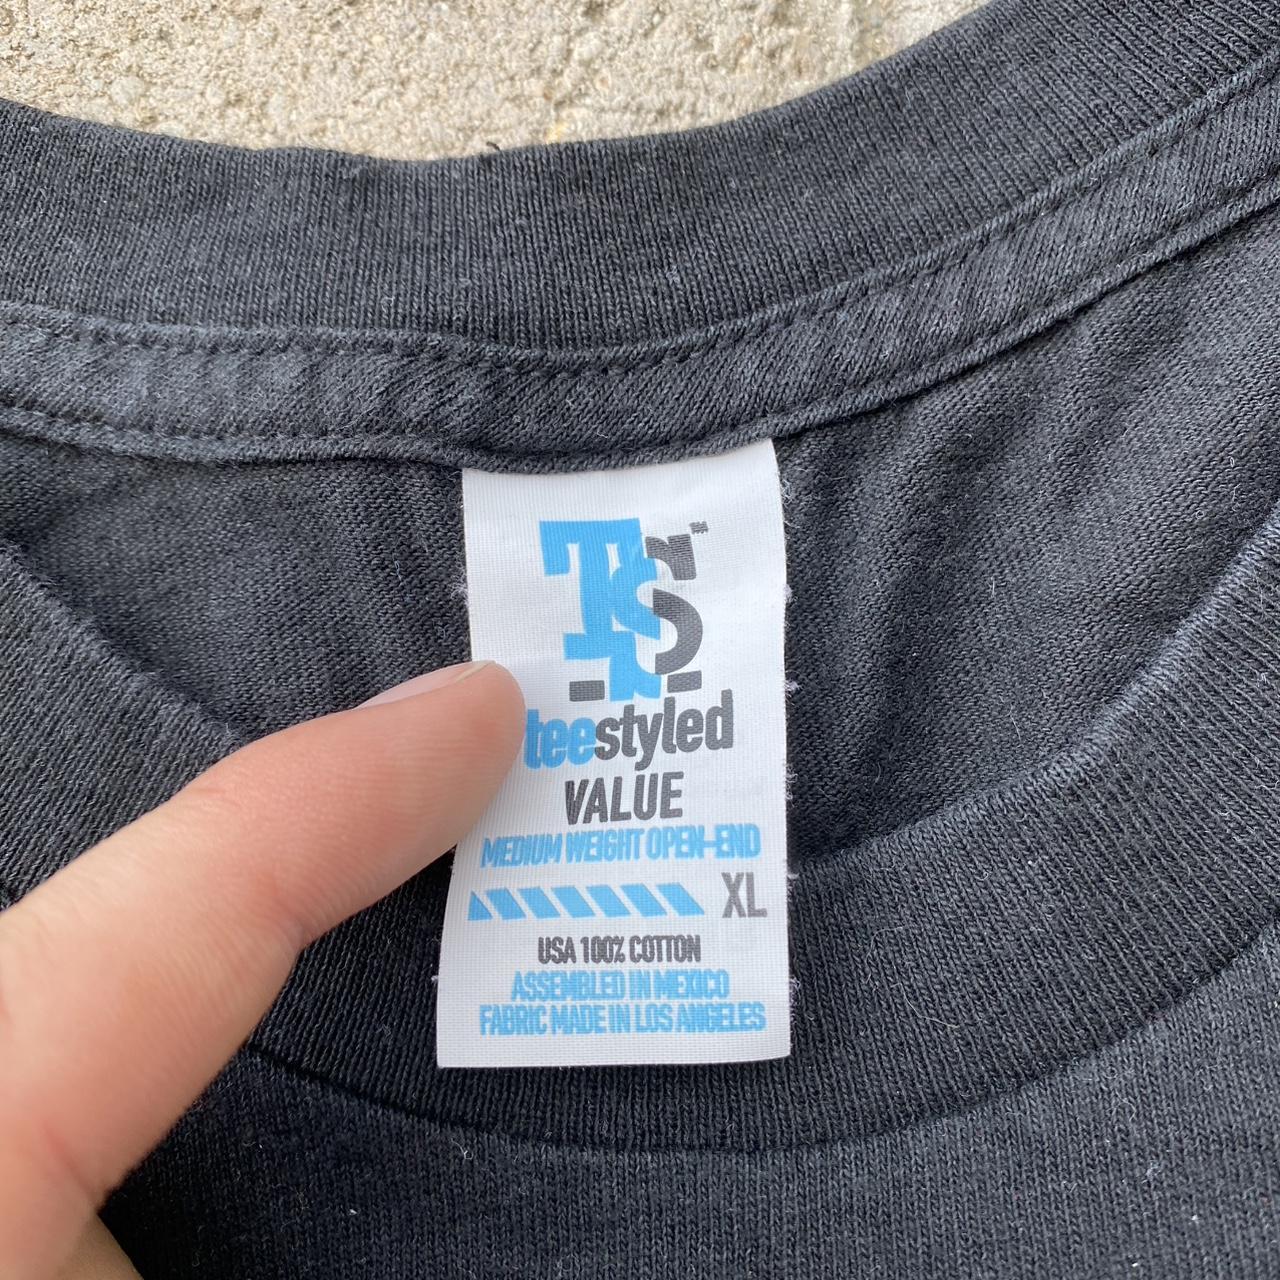 TS
teestyled
VALUE
MEDIUM WEIGHT OPEN-END
XL
USA 100% COTTON
ASSEMBLED IN MEXICO
FABRIC MADE IN LOS ANGELES